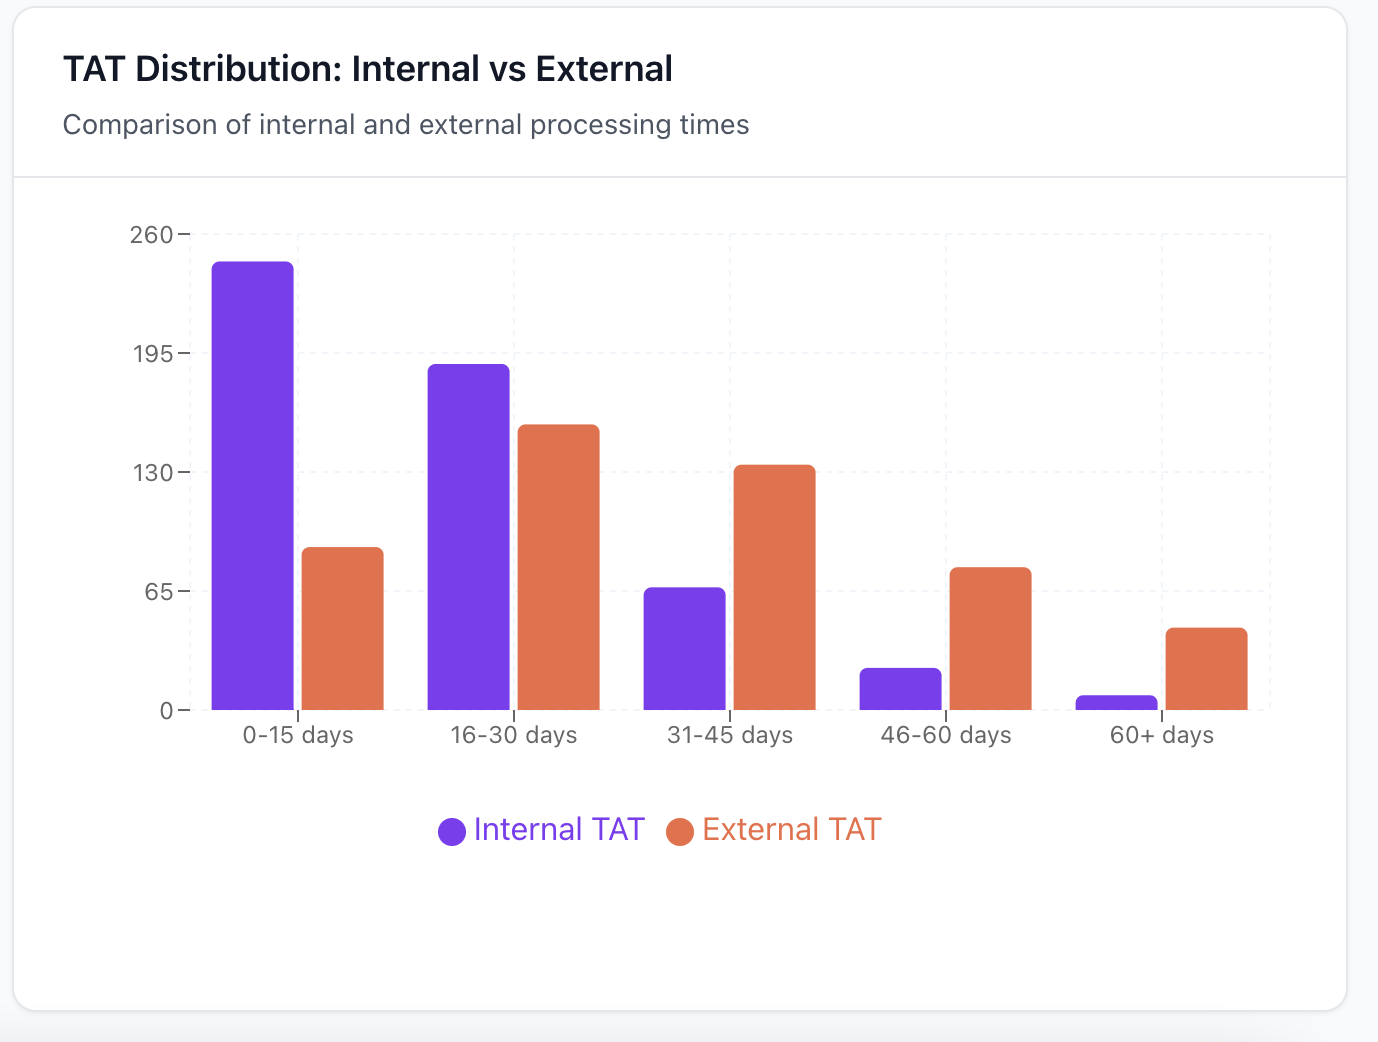 TAT Distribution: Internal vs External
Comparison of internal and external processing times
260
195
130
65
0
0-15 days
16-30 days
31-45 days
46-60 days
60+ days
Internal TAT
External TAT